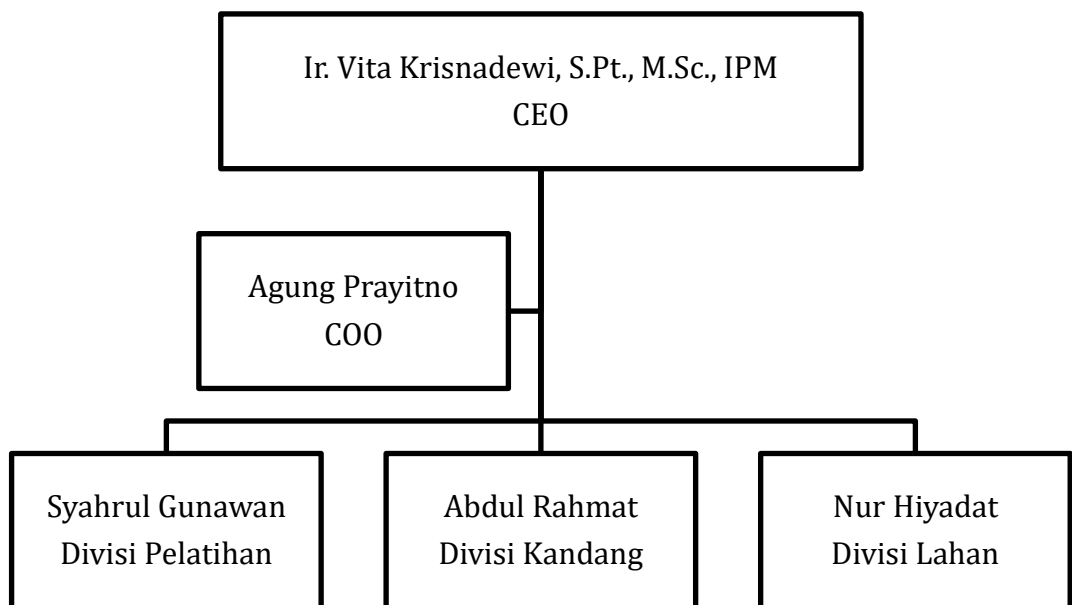 Ir. Vita Krisnadewi, S.Pt., M.Sc., IPM
CEO
Agung Prayitno
COO
Syahrul Gunawan
Divisi Pelatihan
Abdul Rahmat
Divisi Kandang
Nur Hiyadat
Divisi Lahan